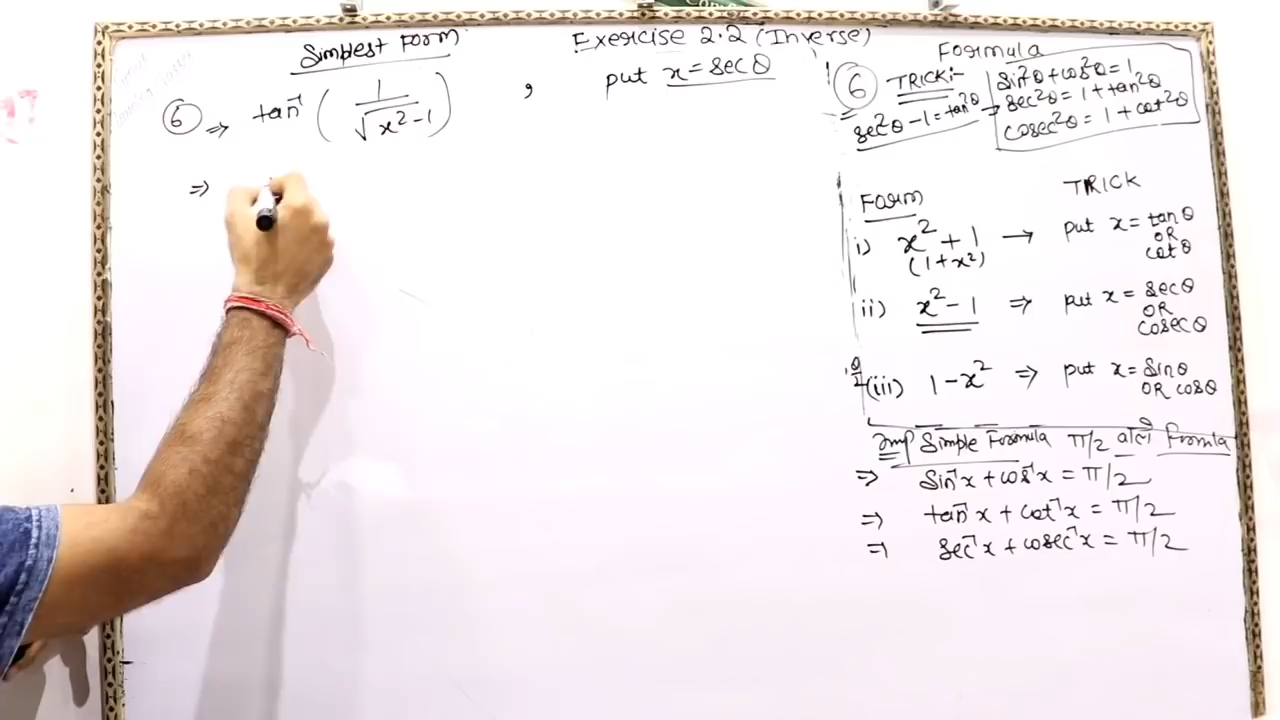 Simplest Form
Exercise 2.2 (Inverse)
⑥ ⇒ tan⁻¹ ( 1 / √x²-1 ) , put x = sec θ
⇒
⑥ TRICK:-
sec²θ - 1 = tan²θ
Formula
sin²θ + cos²θ = 1
→ sec²θ = 1 + tan²θ
cosec²θ = 1 + cot²θ
Form TRICK
i) x² + 1 → put x = tan θ
(1+x²) OR
cot θ
ii) x² - 1 ⇒ put x = sec θ
OR
cosec θ
(iii) 1 - x² ⇒ put x = sin θ
OR cos θ
Imp Simple Formula π/2 वाले Formula
⇒ sin⁻¹x + cos⁻¹x = π/2
⇒ tan⁻¹x + cot⁻¹x = π/2
⇒ sec⁻¹x + cosec⁻¹x = π/2